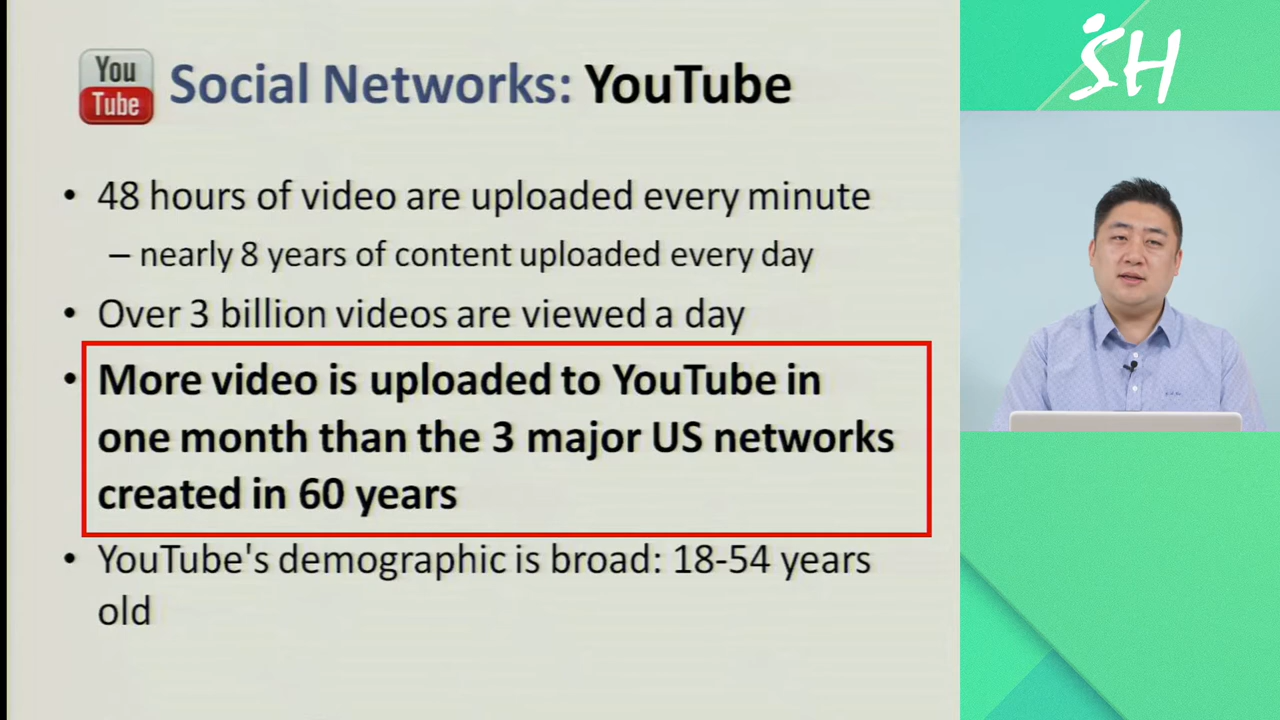 You
Tube
Social Networks: YouTube
• 48 hours of video are uploaded every minute
– nearly 8 years of content uploaded every day
• Over 3 billion videos are viewed a day
• More video is uploaded to YouTube in
one month than the 3 major US networks
created in 60 years
• YouTube's demographic is broad: 18-54 years
old
SH